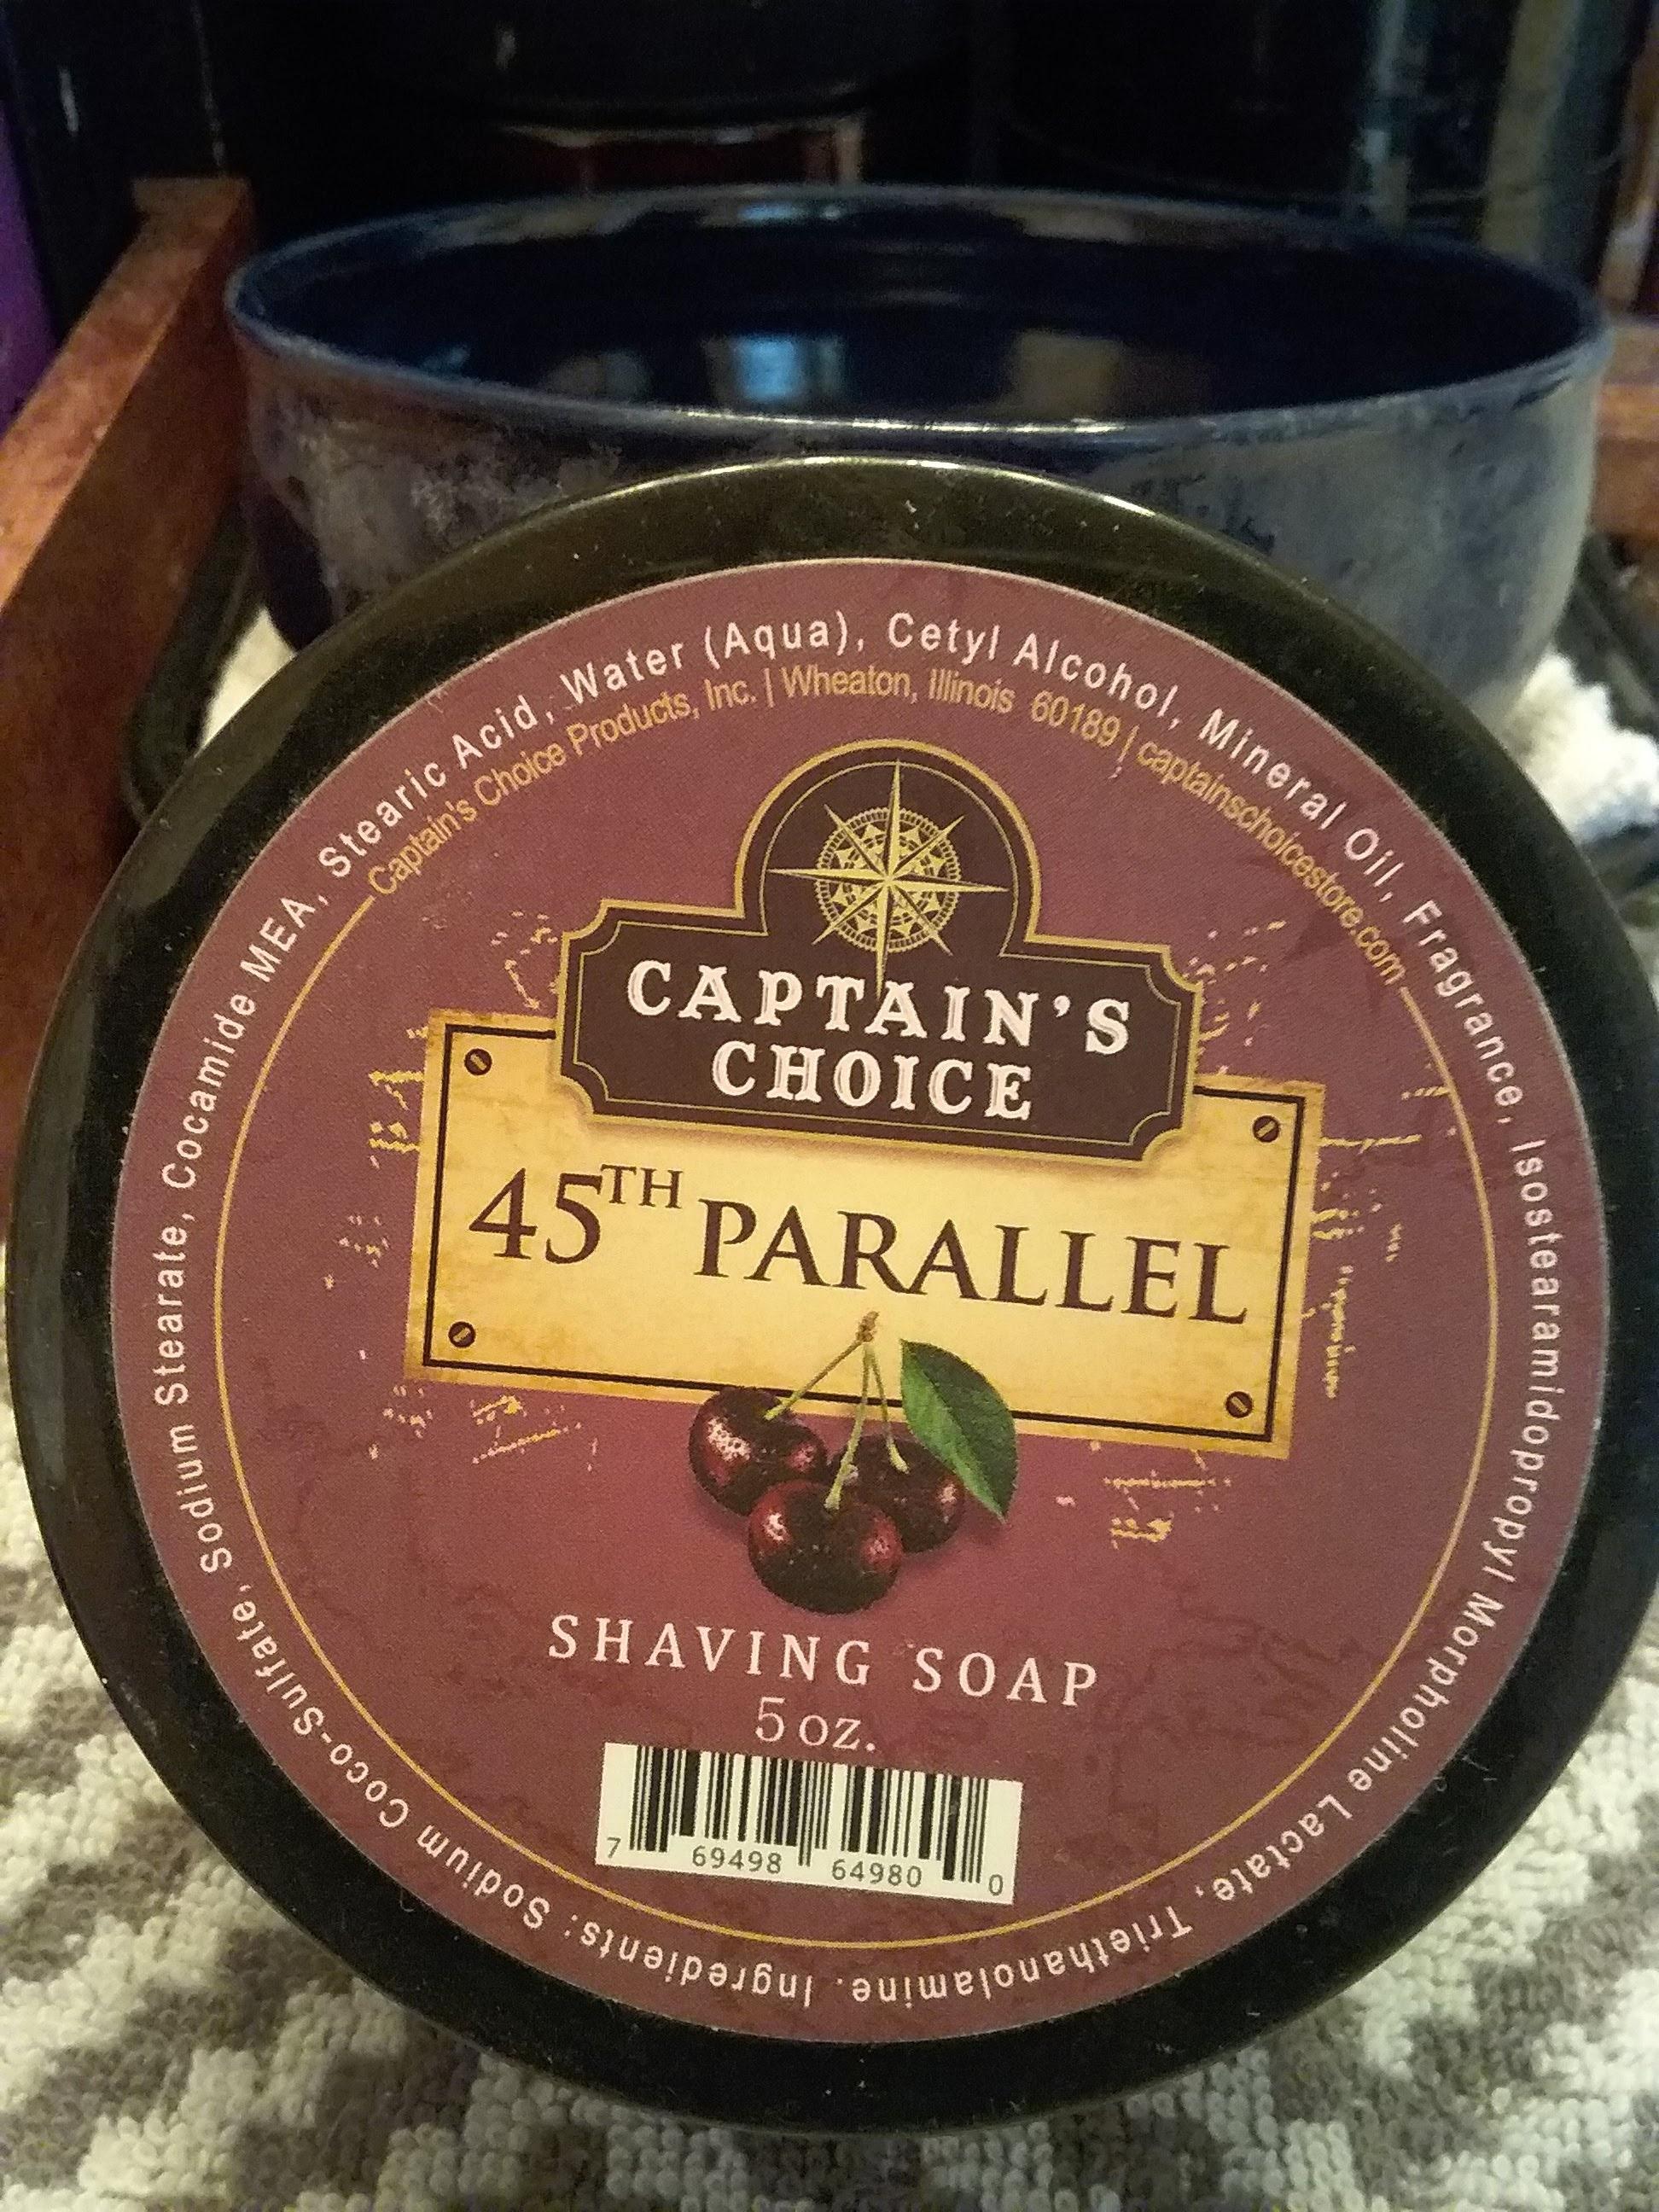 Ingredients: Sodium Coco-Sulfate, Sodium Stearate, Cocamide MEA, Stearic Acid, Water (Aqua), Cetyl Alcohol, Mineral Oil, Fragrance, Isostearamidopropyl Morpholine Lactate, Triethanolamine.
Captain's Choice Products, Inc. | Wheaton, Illinois 60189 | captainschoicestore.com
CAPTAIN'S
CHOICE
45TH PARALLEL
SHAVING SOAP
5 oz.
7 69498 64980 0